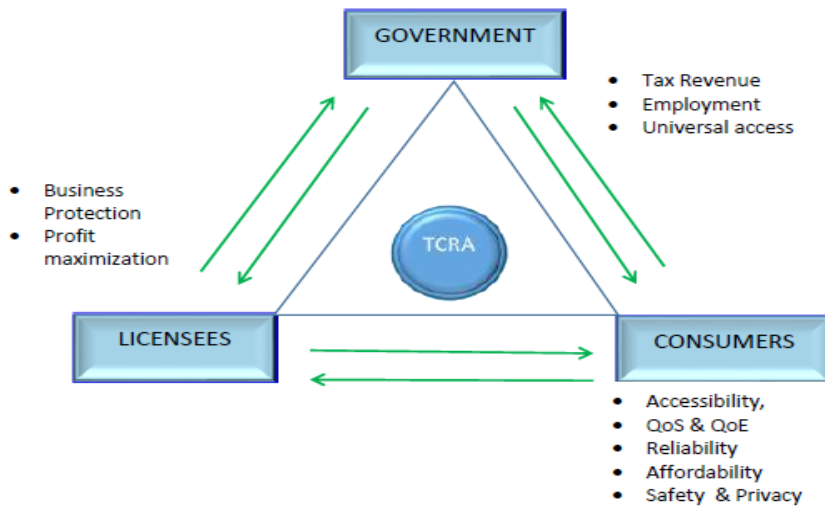 GOVERNMENT
• Tax Revenue
• Employment
• Universal access
• Business
Protection
• Profit
maximization
TCRA
LICENSEES
CONSUMERS
• Accessibility,
• QoS & QoE
• Reliability
• Affordability
• Safety & Privacy